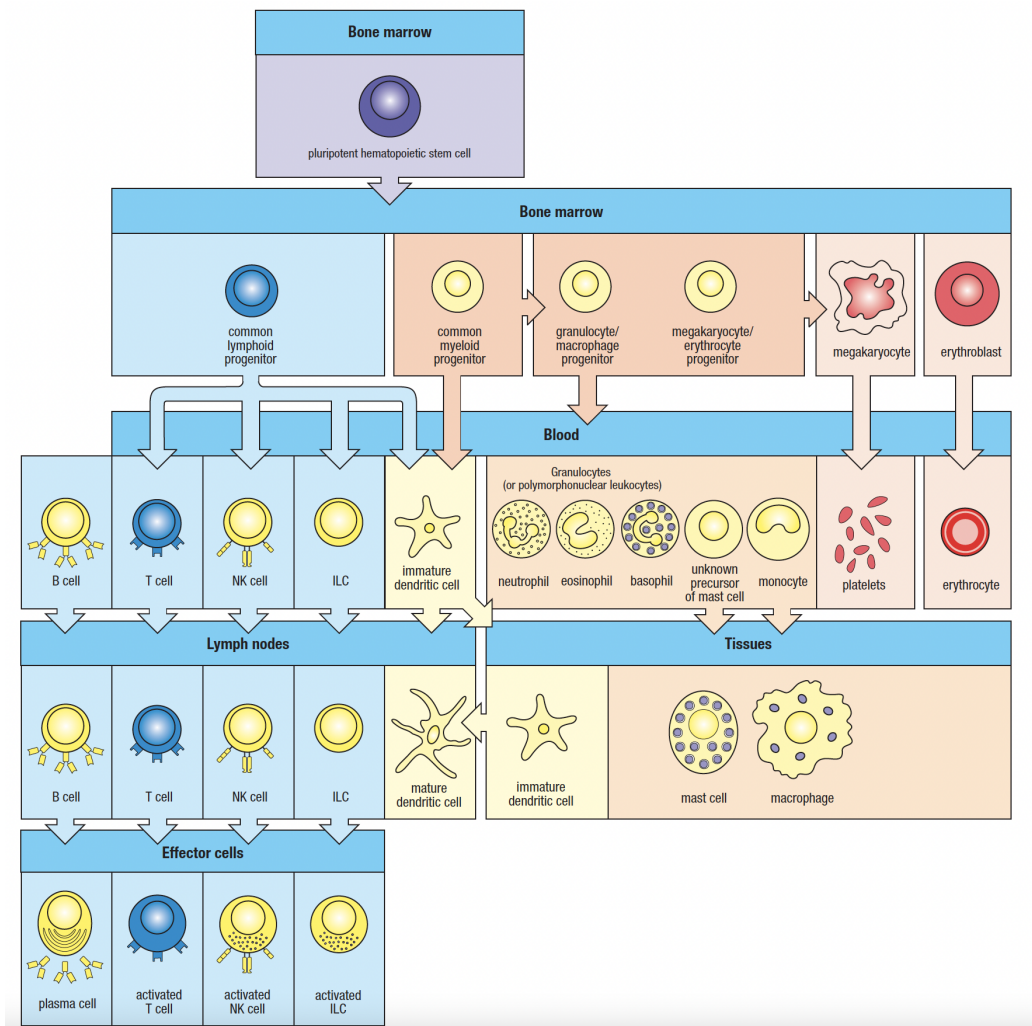 Bone marrow
pluripotent hematopoietic stem cell
Bone marrow
common
lymphoid
progenitor
common
myeloid
progenitor
granulocyte/
macrophage
progenitor
megakaryocyte/
erythrocyte
progenitor
megakaryocyte
erythroblast
Blood
B cell
T cell
NK cell
ILC
immature
dendritic cell
Granulocytes
(or polymorphonuclear leukocytes)
neutrophil
eosinophil
basophil
unknown
precursor
of mast cell
monocyte
platelets
erythrocyte
Lymph nodes
Tissues
B cell
T cell
NK cell
ILC
mature
dendritic cell
immature
dendritic cell
mast cell
macrophage
Effector cells
plasma cell
activated
T cell
activated
NK cell
activated
ILC